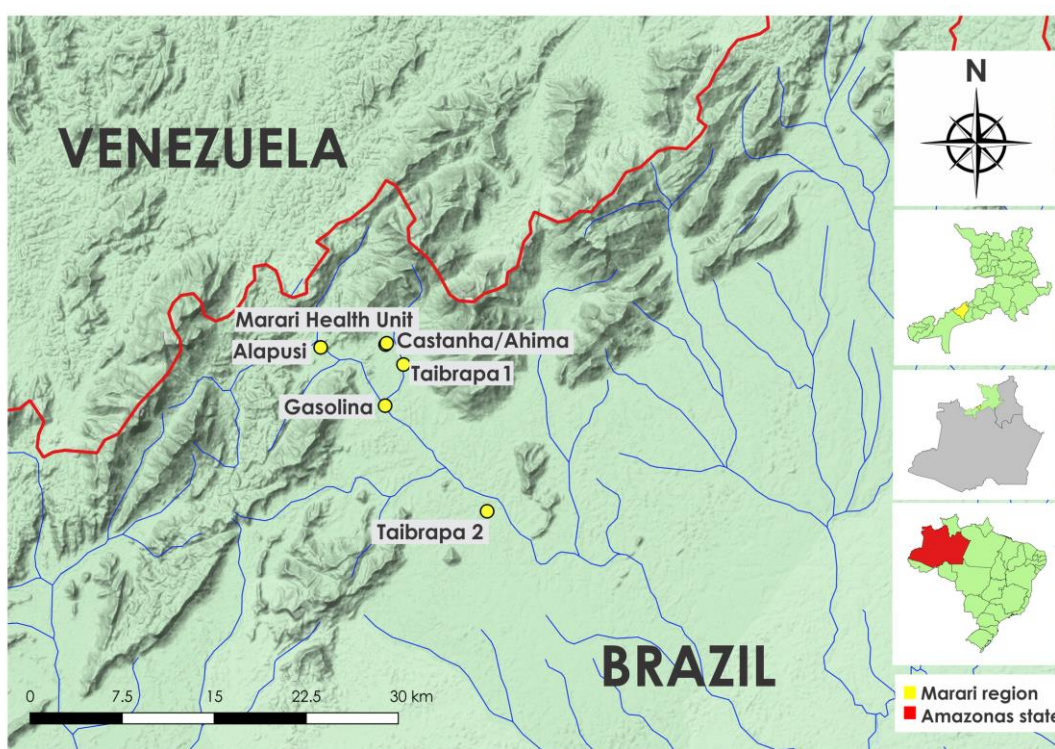 N
VENEZUELA
Marari Health Unit
Castanha/Ahima
Alapusi
Taibrapa 1
Gasolina
Taibrapa 2
BRAZIL
0 7.5 15 22.5 30 km
Marari region
Amazonas state